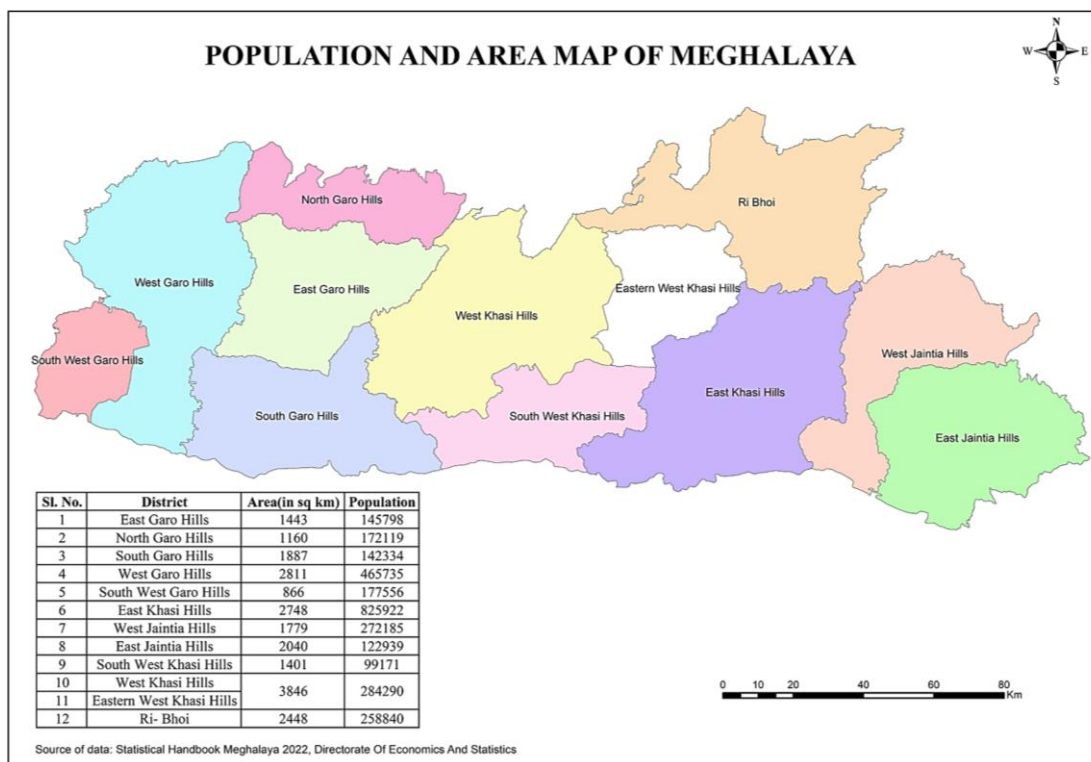 POPULATION AND AREA MAP OF MEGHALAYA
N
W E
S
North Garo Hills
Ri Bhoi
West Garo Hills
East Garo Hills
Eastern West Khasi Hills
West Khasi Hills
South West Garo Hills
West Jaintia Hills
East Khasi Hills
South Garo Hills
South West Khasi Hills
East Jaintia Hills
Sl. No. District Area(in sq km) Population
1 East Garo Hills 1443 145798
2 North Garo Hills 1160 172119
3 South Garo Hills 1887 142334
4 West Garo Hills 2811 465735
5 South West Garo Hills 866 177556
6 East Khasi Hills 2748 825922
7 West Jaintia Hills 1779 272185
8 East Jaintia Hills 2040 122939
9 South West Khasi Hills 1401 99171
10 West Khasi Hills 3846 284290
11 Eastern West Khasi Hills
12 Ri- Bhoi 2448 258840
0 5 10 20 40 60 80
Km
Source of data: Statistical Handbook Meghalaya 2022, Directorate Of Economics And Statistics